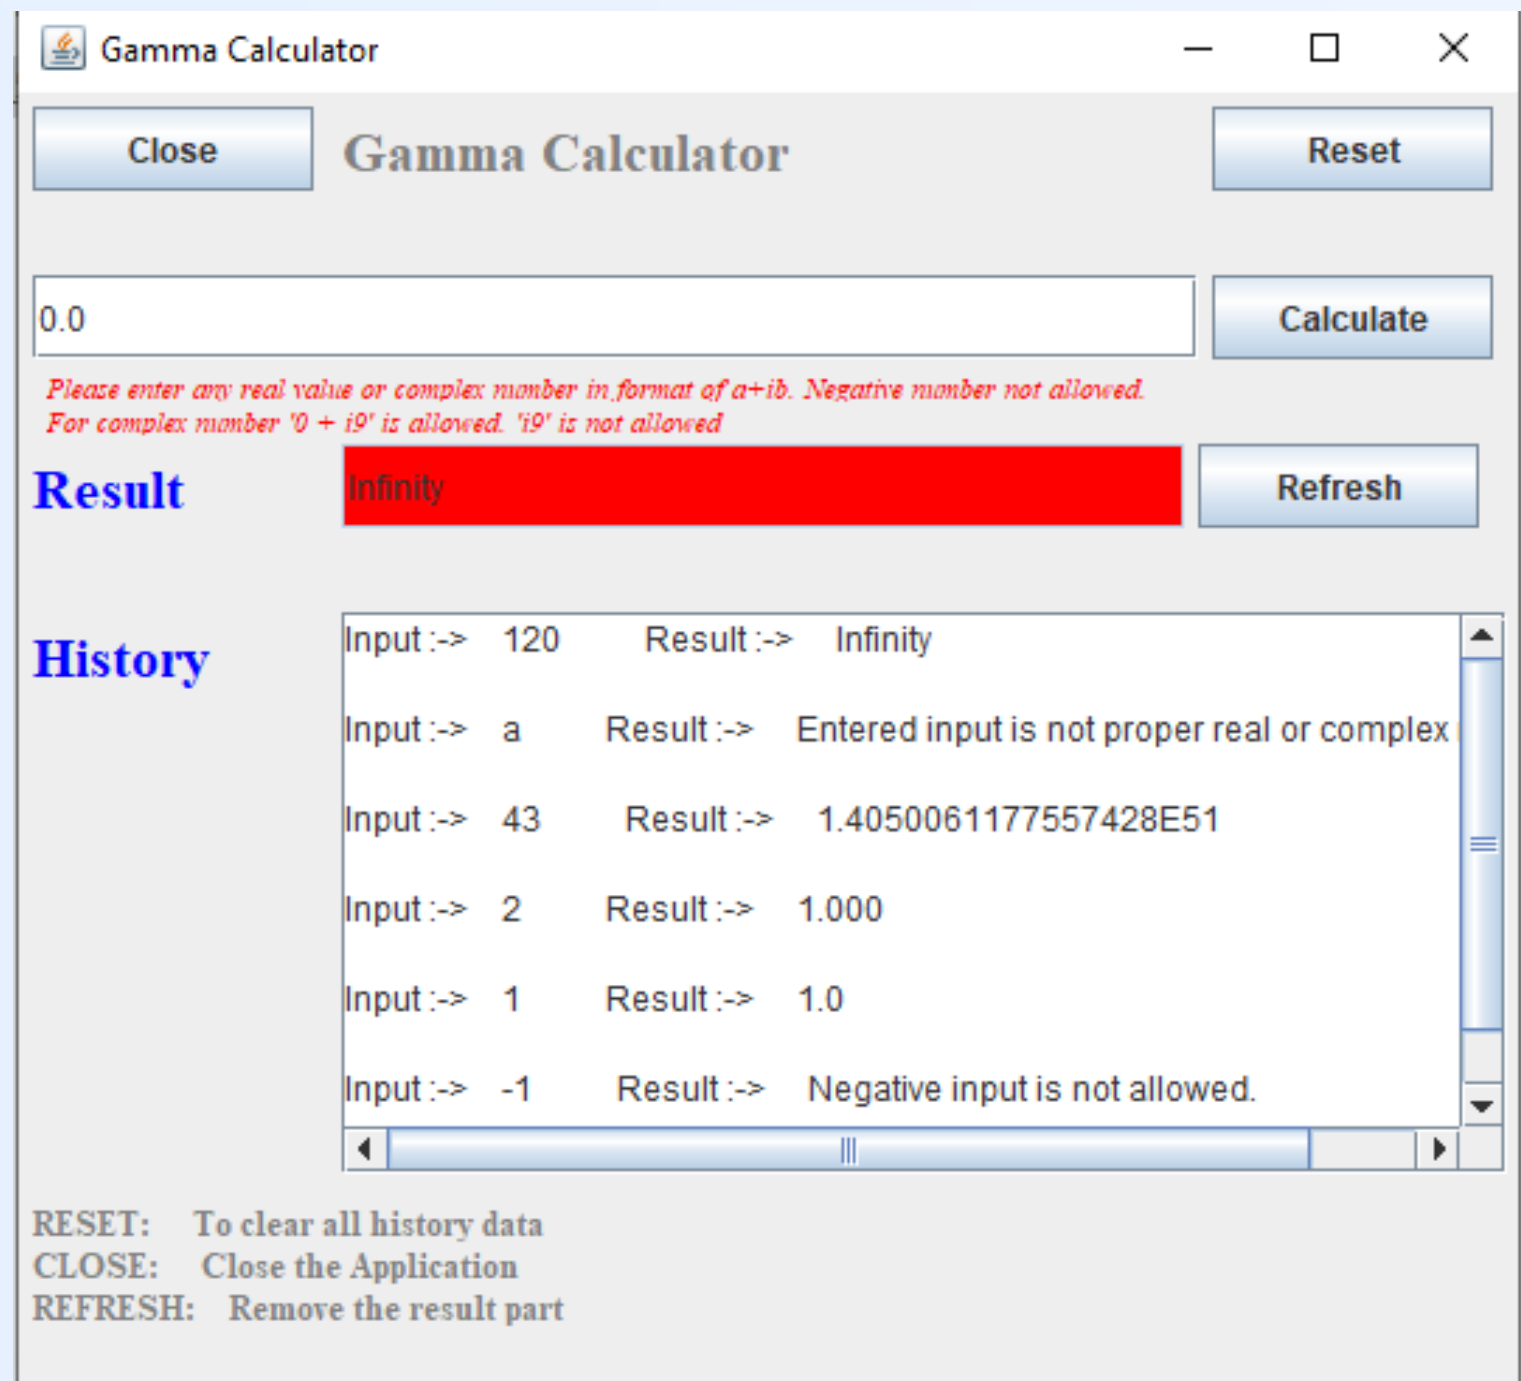 Gamma Calculator
Close Gamma Calculator Reset
0.0 Calculate
Please enter any real value or complex number in format of a+ib. Negative number not allowed.
For complex number '0 + i9' is allowed. 'i9' is not allowed
Result Infinity Refresh
History
Input :-> 120 Result :-> Infinity
Input :-> a Result :-> Entered input is not proper real or complex
Input :-> 43 Result :-> 1.4050061177557428E51
Input :-> 2 Result :-> 1.000
Input :-> 1 Result :-> 1.0
Input :-> -1 Result :-> Negative input is not allowed.
RESET: To clear all history data
CLOSE: Close the Application
REFRESH: Remove the result part